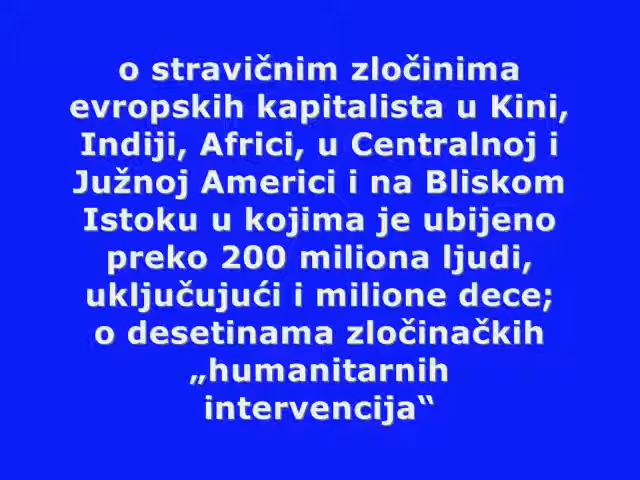 o stravičnim zločinima
evropskih kapitalista u Kini,
Indiji, Africi, u Centralnoj i
Južnoj Americi i na Bliskom
Istoku u kojima je ubijeno
preko 200 miliona ljudi,
uključujući i milione dece;
o desetinama zločinačkih
„humanitarnih
intervencija“